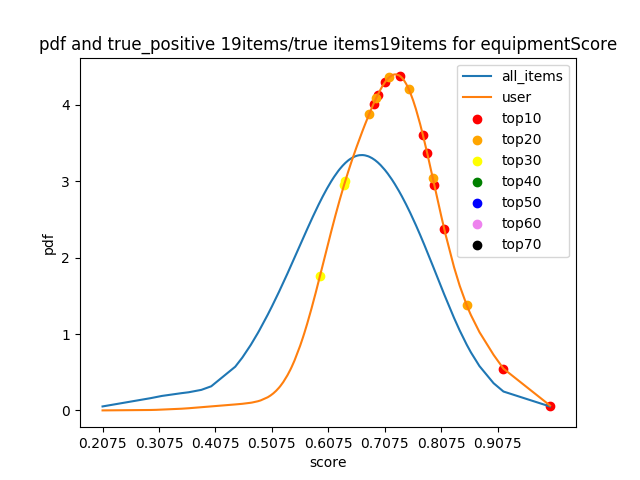 pdf and true_positive 19items/true items19items for equipmentScore
all_items
user
top10
top20
top30
top40
top50
top60
top70
pdf
4
3
2
1
0
0.2075 0.3075 0.4075 0.5075 0.6075 0.7075 0.8075 0.9075
score